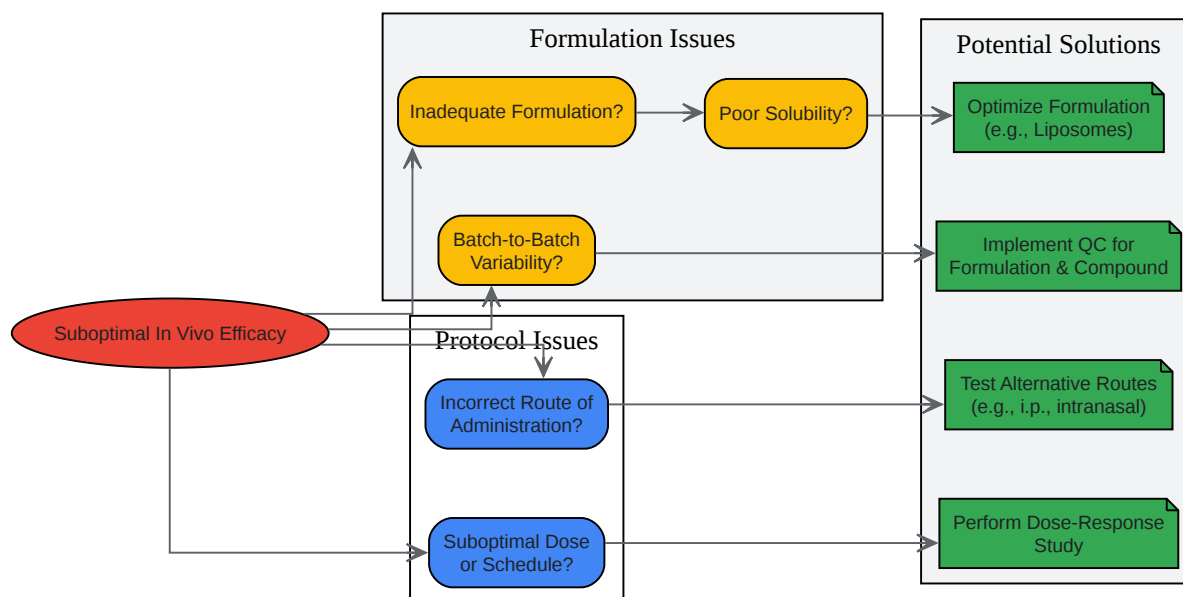 Formulation Issues
Inadequate Formulation?
Poor Solubility?
Batch-to-Batch
Variability?
Suboptimal In Vivo Efficacy
Protocol Issues
Incorrect Route of
Administration?
Suboptimal Dose
or Schedule?
Potential Solutions
Optimize Formulation
(e.g., Liposomes)
Implement QC for
Formulation & Compound
Test Alternative Routes
(e.g., i.p., intranasal)
Perform Dose-Response
Study